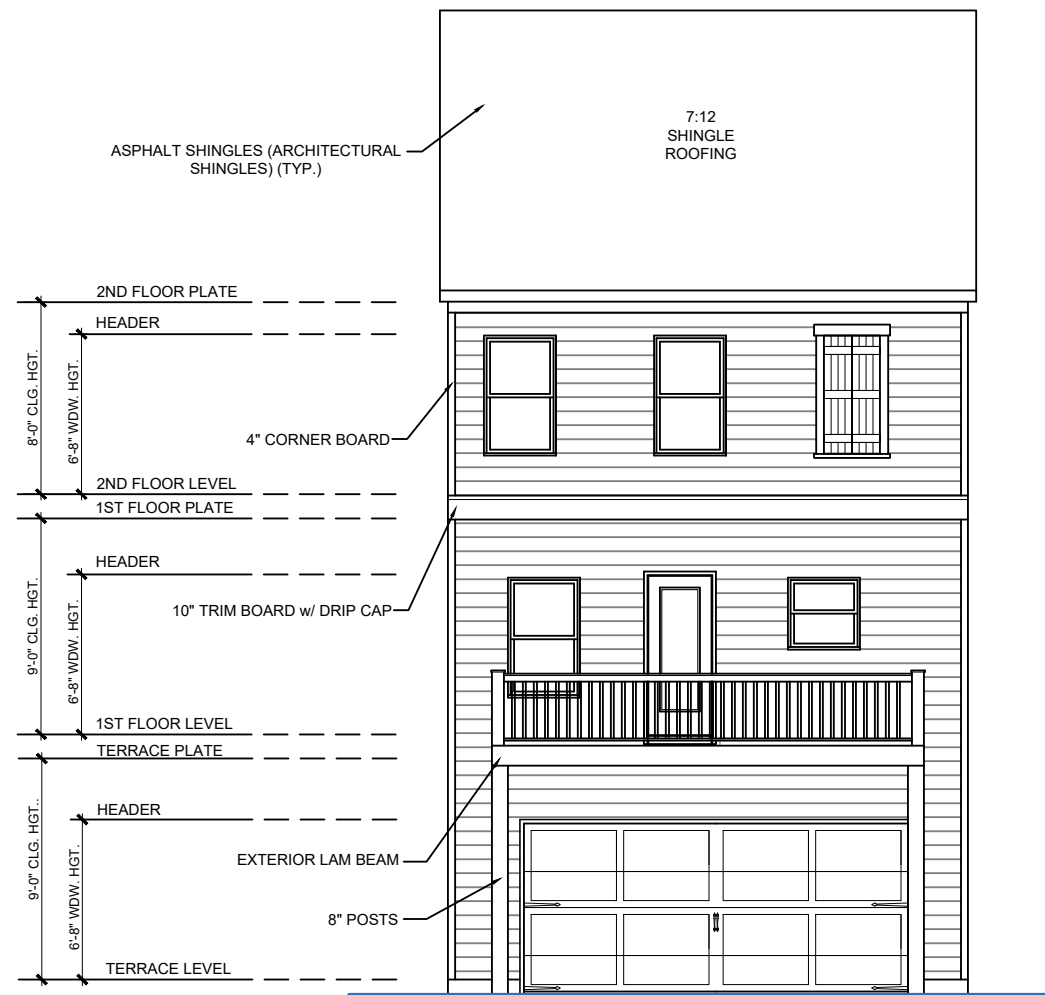 7:12
SHINGLE
ROOFING
ASPHALT SHINGLES (ARCHITECTURAL
SHINGLES) (TYP.)
2ND FLOOR PLATE
HEADER
8'-0" CLG. HGT.
6'-8" WDW. HGT.
4" CORNER BOARD
2ND FLOOR LEVEL
1ST FLOOR PLATE
HEADER
9'-0" CLG. HGT.
6'-8" WDW. HGT.
10" TRIM BOARD w/ DRIP CAP
1ST FLOOR LEVEL
TERRACE PLATE
HEADER
9'-0" CLG. HGT..
6'-8" WDW. HGT.
EXTERIOR LAM BEAM
8" POSTS
TERRACE LEVEL